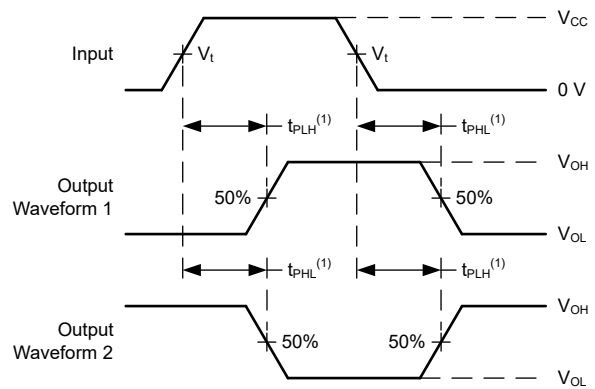 V_CC
Input
V_t
V_t
0 V
t_PLH^(1)
t_PHL^(1)
V_OH
Output
Waveform 1
50%
50%
V_OL
t_PHL^(1)
t_PLH^(1)
V_OH
Output
Waveform 2
50%
50%
V_OL